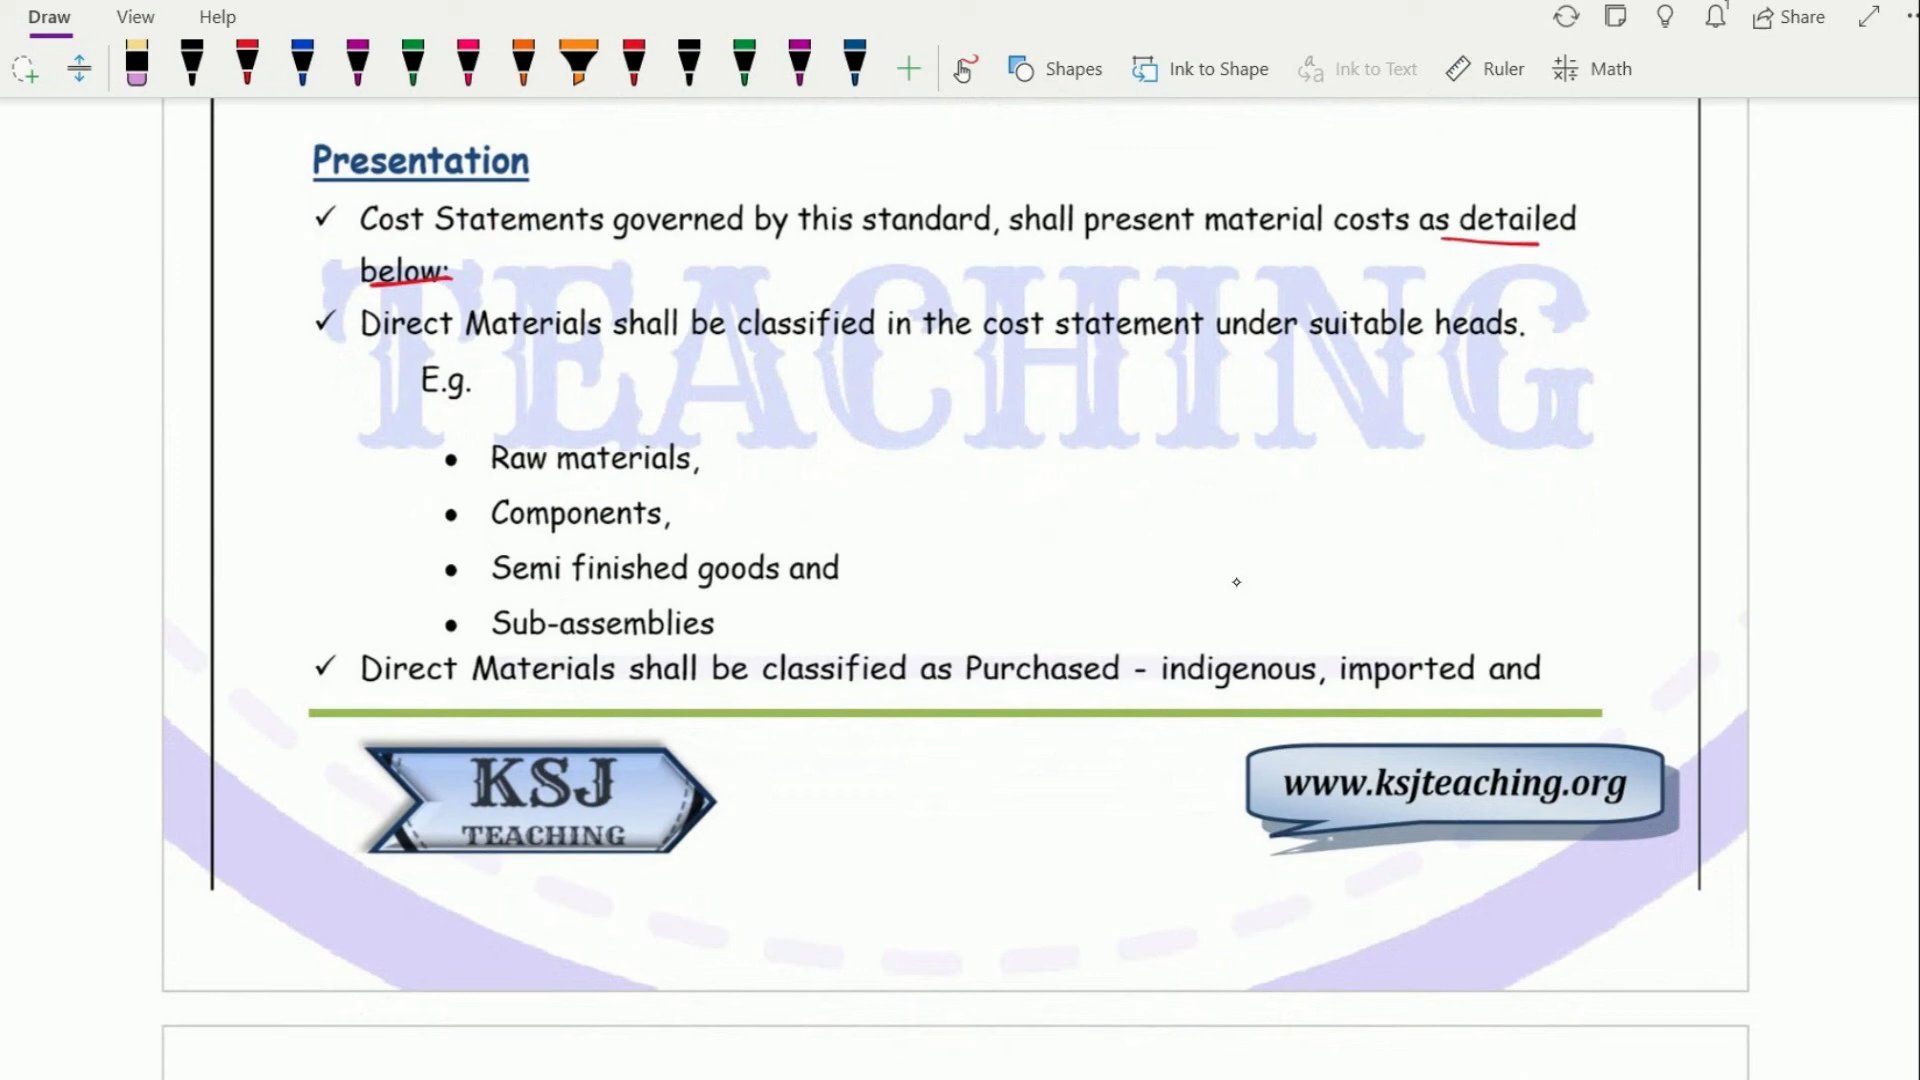 Draw View Help
Share
Shapes Ink to Shape Ink to Text Ruler Math
Presentation
✓ Cost Statements governed by this standard, shall present material costs as detailed
below:
✓ Direct Materials shall be classified in the cost statement under suitable heads.
TEACHING
E.g.
• Raw materials,
• Components,
• Semi finished goods and
• Sub-assemblies
✓ Direct Materials shall be classified as Purchased - indigenous, imported and
KSJ
TEACHING
www.ksjteaching.org